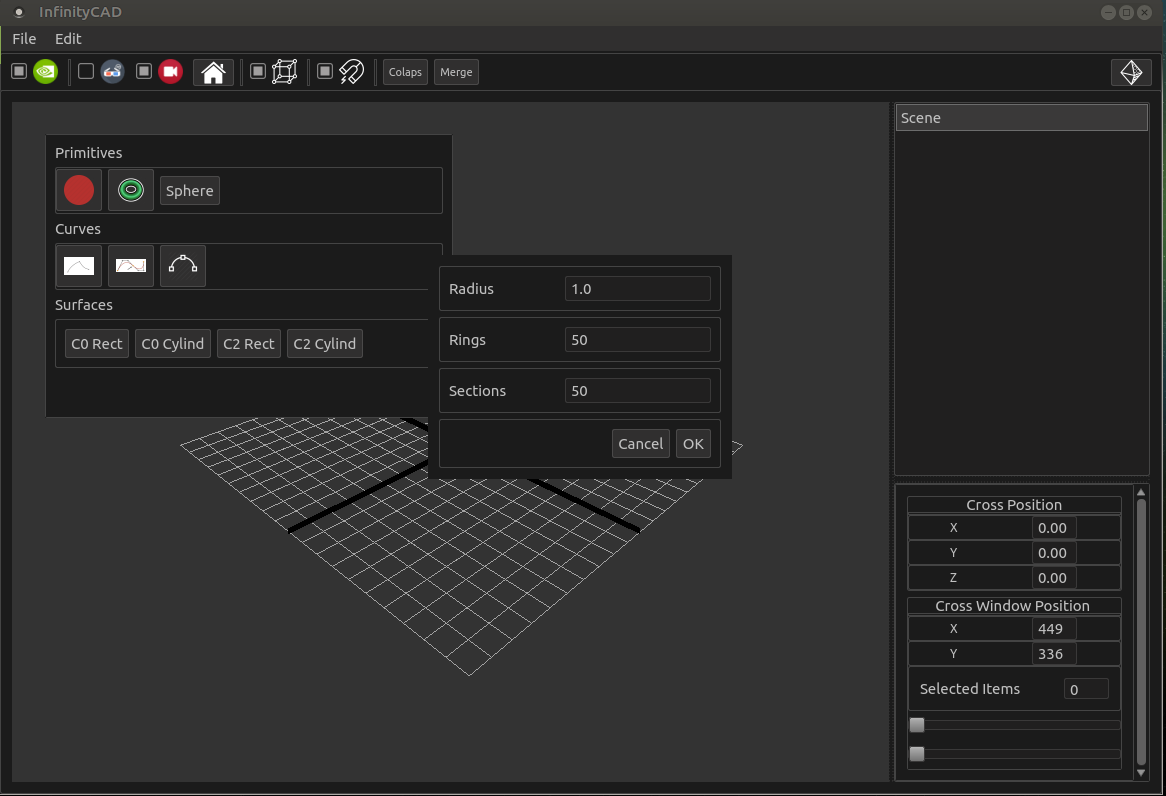 InfinityCAD
File Edit
Colaps Merge
Scene
Primitives
Sphere
Curves
Surfaces
C0 Rect C0 Cylind C2 Rect C2 Cylind
Radius 1.0
Rings 50
Sections 50
Cancel OK
Cross Position
X 0.00
Y 0.00
Z 0.00
Cross Window Position
X 449
Y 336
Selected Items 0